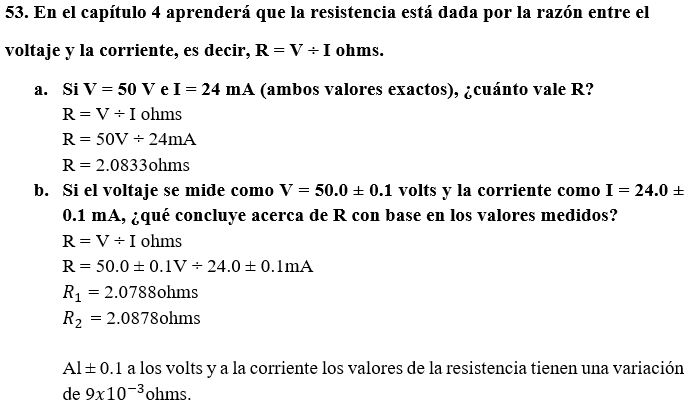 53. En el capítulo 4 aprenderá que la resistencia está dada por la razón entre el
voltaje y la corriente, es decir, R = V ÷ I ohms.
a. Si V = 50 V e I = 24 mA (ambos valores exactos), ¿cuánto vale R?
R = V ÷ I ohms
R = 50V ÷ 24mA
R = 2.0833ohms
b. Si el voltaje se mide como V = 50.0 ± 0.1 volts y la corriente como I = 24.0 ±
0.1 mA, ¿qué concluye acerca de R con base en los valores medidos?
R = V ÷ I ohms
R = 50.0 ± 0.1V ÷ 24.0 ± 0.1mA
R₁ = 2.0788ohms
R₂ = 2.0878ohms
Al ± 0.1 a los volts y a la corriente los valores de la resistencia tienen una variación
de 9x10⁻³ohms.